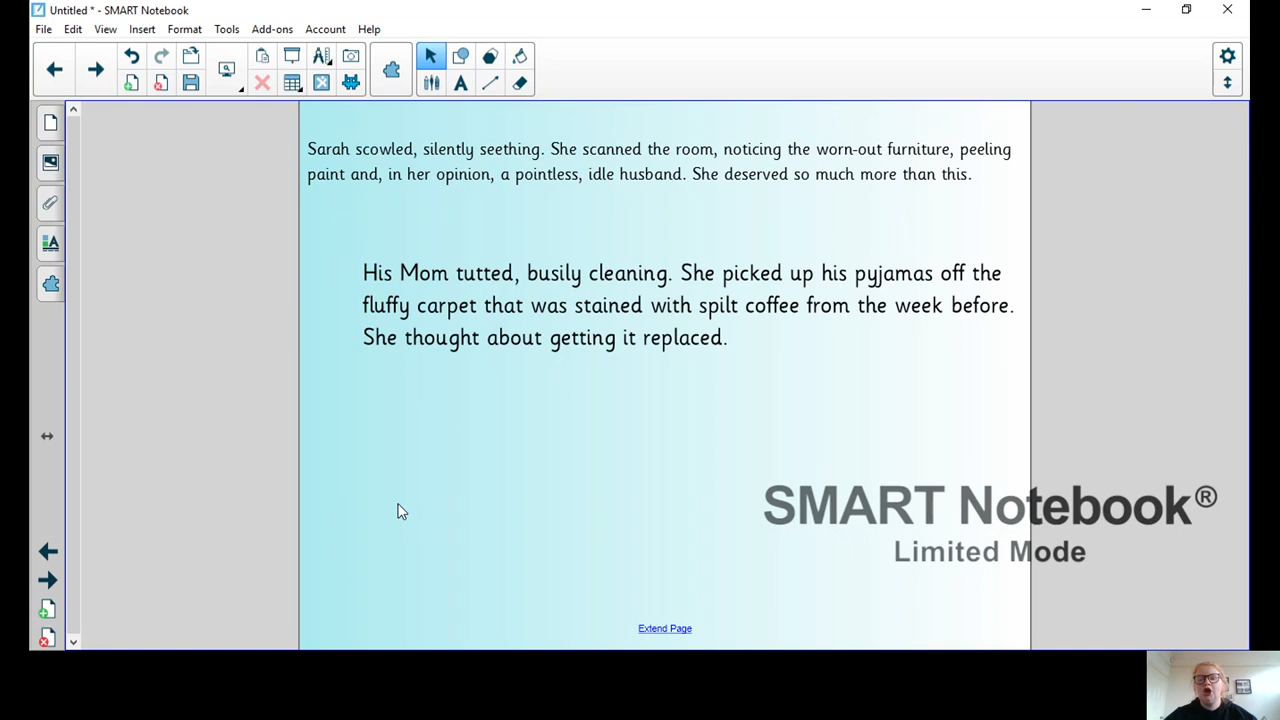 Untitled * - SMART Notebook
File Edit View Insert Format Tools Add-ons Account Help
Sarah scowled, silently seething. She scanned the room, noticing the worn-out furniture, peeling
paint and, in her opinion, a pointless, idle husband. She deserved so much more than this.
His Mom tutted, busily cleaning. She picked up his pyjamas off the
fluffy carpet that was stained with spilt coffee from the week before.
She thought about getting it replaced.
SMART Notebook®
Limited Mode
Extend Page